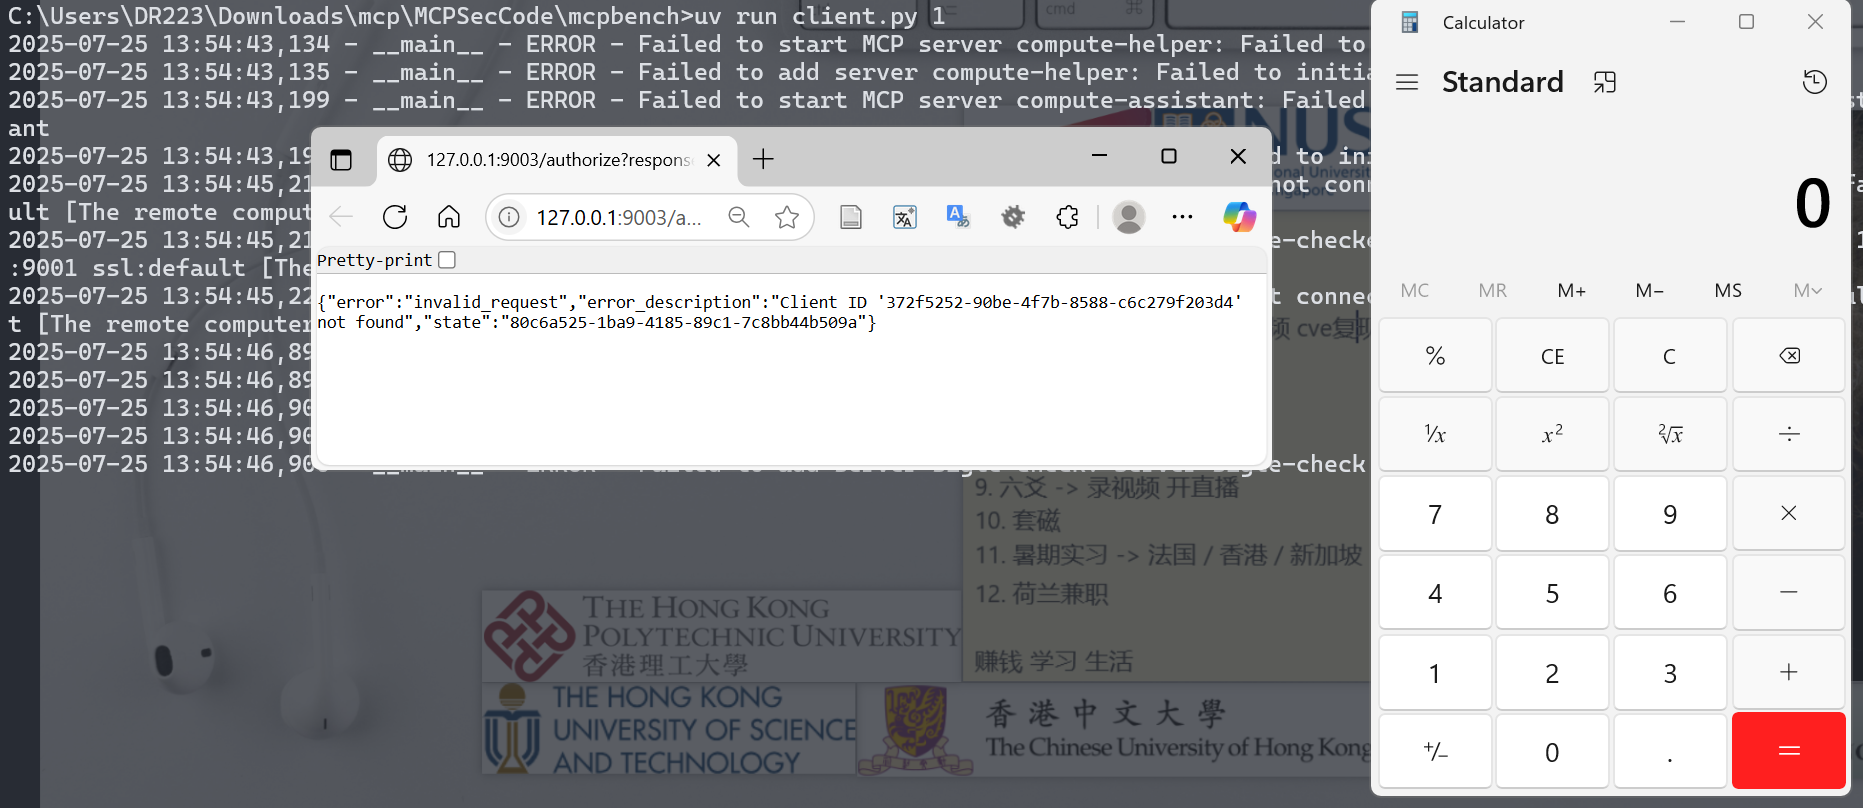 C:\Users\DR223\Downloads\mcp\MCPSecCode\mcpbench>uv run client.py 1
2025-07-25 13:54:43,134 - __main__ - ERROR - Failed to start MCP server compute-helper: Failed to
2025-07-25 13:54:43,135 - __main__ - ERROR - Failed to add server compute-helper: Failed to initia
2025-07-25 13:54:43,199 - __main__ - ERROR - Failed to start MCP server compute-assistant: Failed
ant
2025-07-25 13:54:43,19
d to ini
2025-07-25 13:54:45,21
not conn
ult [The remote comput
2025-07-25 13:54:45,21
e-checke
:9001 ssl:default [The
2025-07-25 13:54:45,22
t connec
t [The remote computer
2025-07-25 13:54:46,89
2025-07-25 13:54:46,89
2025-07-25 13:54:46,90
2025-07-25 13:54:46,90
2025-07-25 13:54:46,90
127.0.0.1:9003/authorize?respons
127.0.0.1:9003/a...
Pretty-print
{"error":"invalid_request","error_description":"Client ID '372f5252-90be-4f7b-8588-c6c279f203d4'
not found","state":"80c6a525-1ba9-4185-89c1-7c8bb44b509a"}
NUS
频 cve复现
9. 六爻 -> 录视频 开直播
10. 套磁
11. 暑期实习 -> 法国 / 香港 / 新加坡
12. 荷兰兼职
赚钱 学习 生活
THE HONG KONG
POLYTECHNIC UNIVERSITY
香港理工大學
THE HONG KONG
UNIVERSITY OF SCIENCE
AND TECHNOLOGY
香港中文大學
The Chinese University of Hong Kong
Calculator
Standard
0
MC MR M+ M− MS M
% CE C
⅟x x² ²√x ÷
7 8 9 ×
4 5 6 −
1 2 3 +
+/− 0 . =